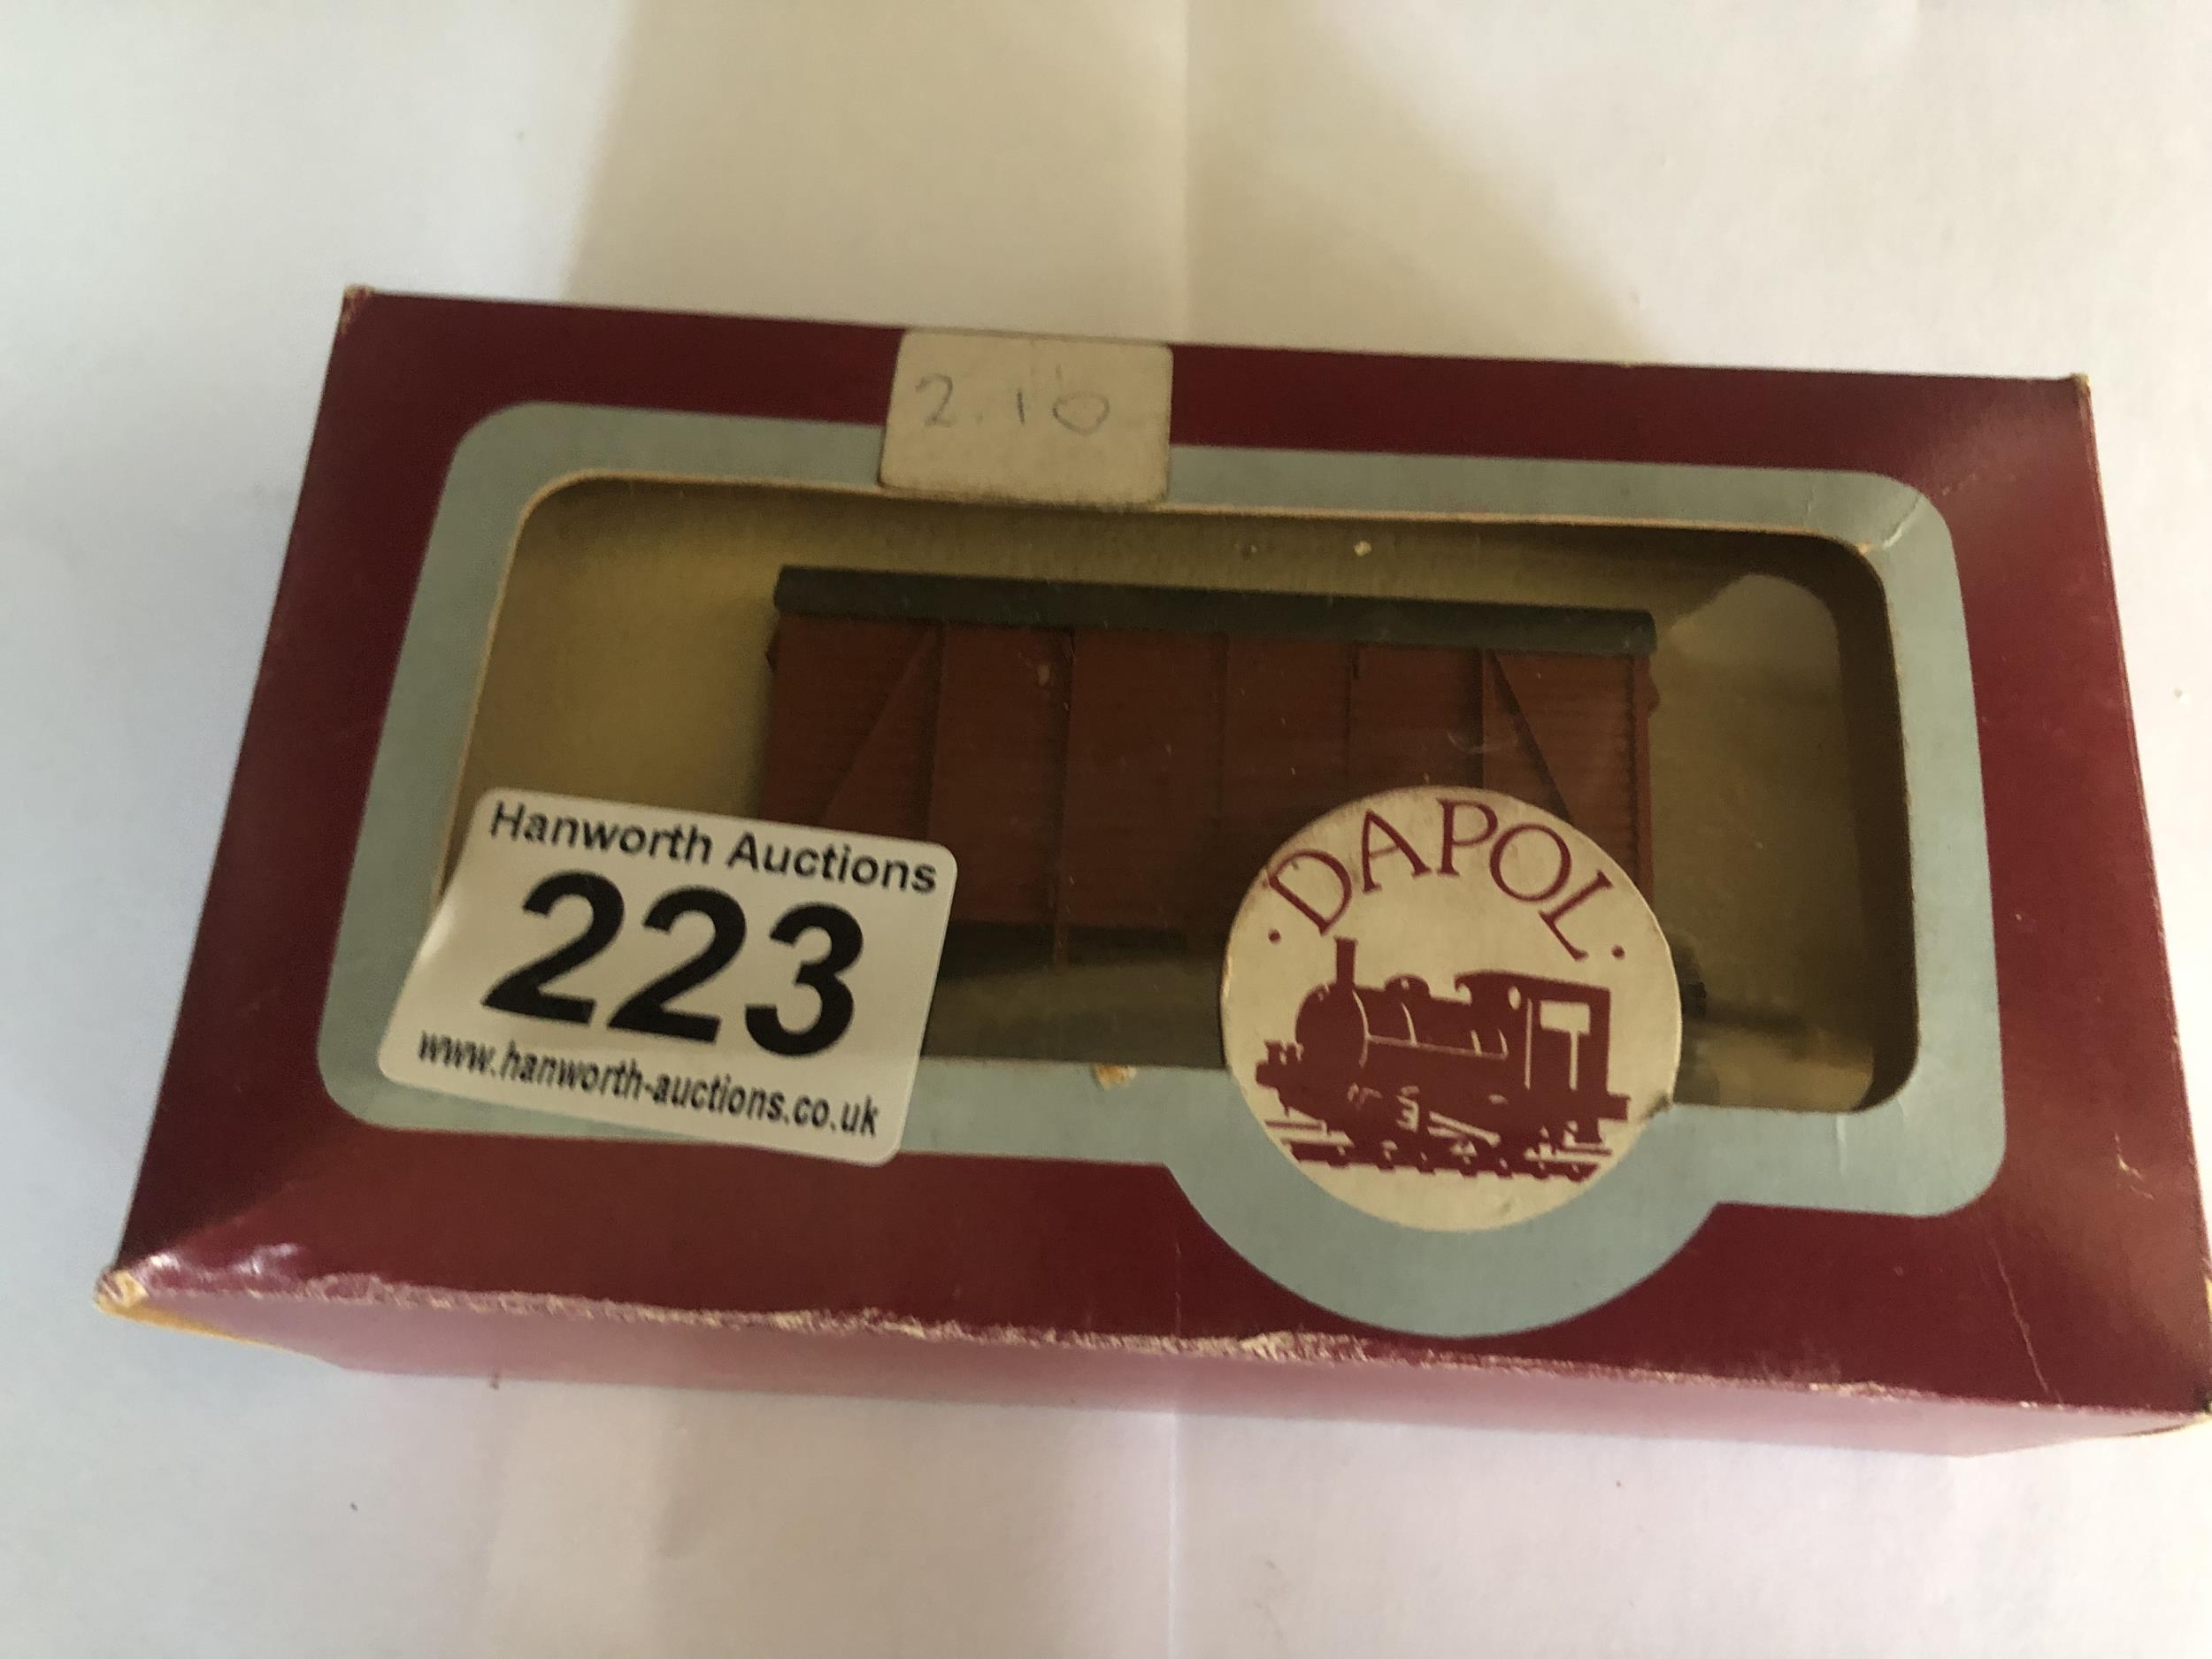 2.10
Hanworth Auctions
223
www.hanworth-auctions.co.uk
· DAPOL ·